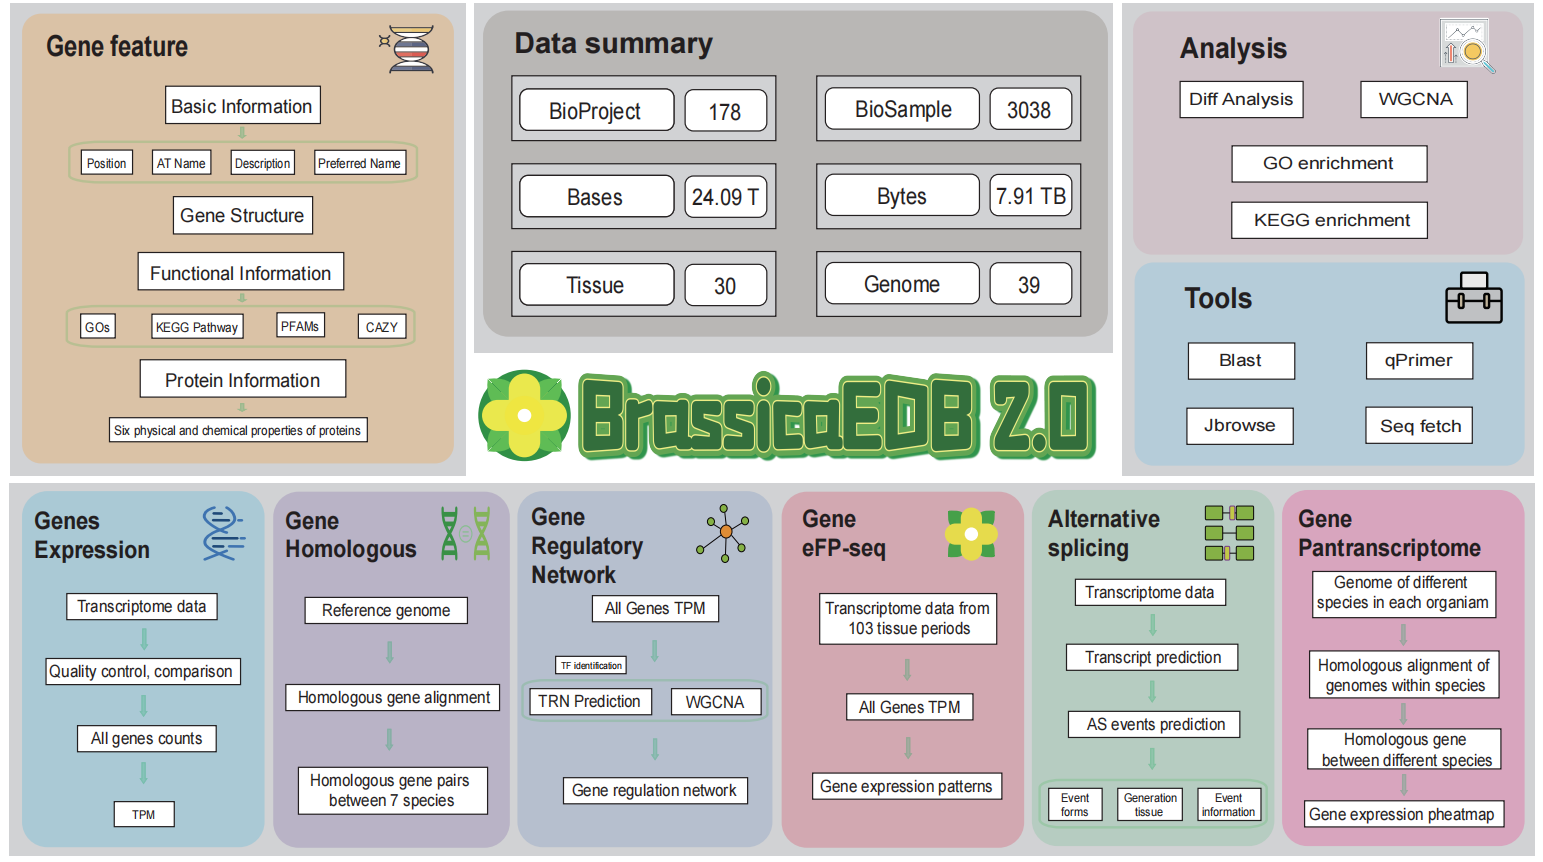 Gene feature
Basic Information
Position
AT Name
Description
Preferred Name
Gene Structure
Functional Information
GOs
KEGG Pathway
PFAMs
CAZY
Protein Information
Six physical and chemical properties of proteins
Data summary
BioProject
178
BioSample
3038
Bases
24.09 T
Bytes
7.91 TB
Tissue
30
Genome
39
BrassicaEDB 2.0
Analysis
Diff Analysis
WGCNA
GO enrichment
KEGG enrichment
Tools
Blast
qPrimer
Jbrowse
Seq fetch
Genes
Expression
Transcriptome data
Quality control, comparison
All genes counts
TPM
Gene
Homologous
Reference genome
Homologous gene alignment
Homologous gene pairs
between 7 species
Gene
Regulatory
Network
All Genes TPM
TF identification
TRN Prediction
WGCNA
Gene regulation network
Gene
eFP-seq
Transcriptome data from
103 tissue periods
All Genes TPM
Gene expression patterns
Alternative
splicing
Transcriptome data
Transcript prediction
AS events prediction
Event
forms
Generation
tissue
Event
information
Gene
Pantranscriptome
Genome of different
species in each organiam
Homologous alignment of
genomes within species
Homologous gene
between different species
Gene expression pheatmap